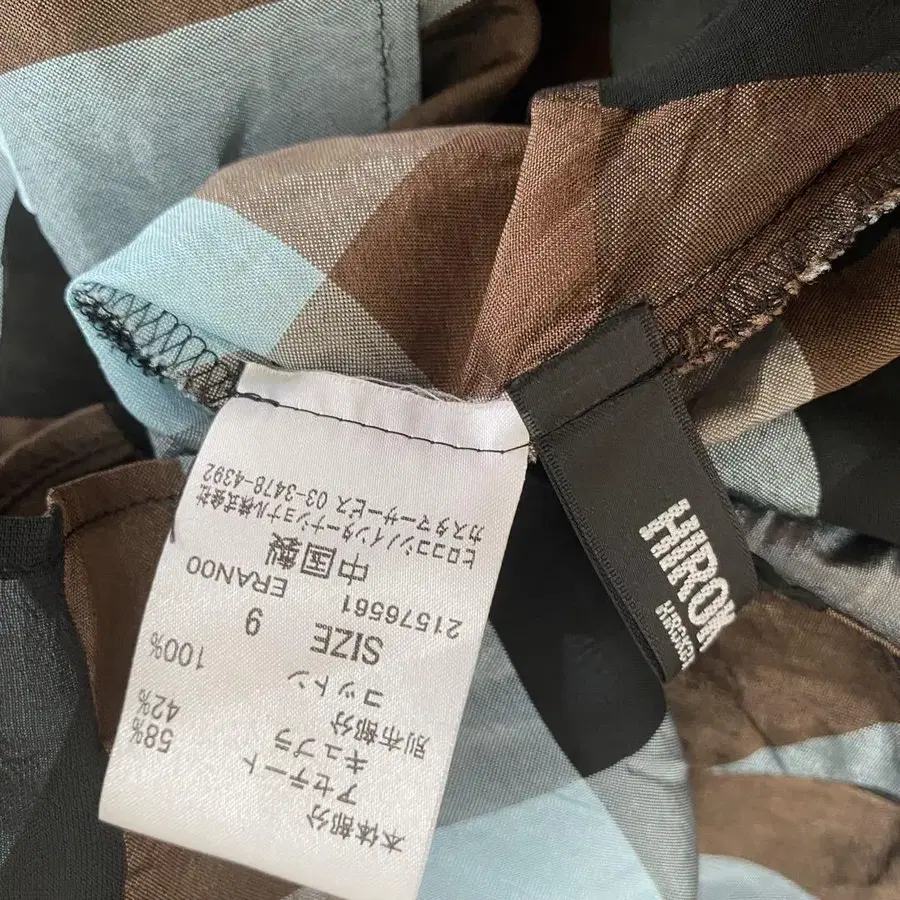 本体部分
アセテート 58%
キュプラ 42%
別布部分
コットン 100%
SIZE 9
21576561 ERAN00
中国製
ヒロココシノインターナショナル株式会社
カスタマーサービス 03-3478-4392
HIROK